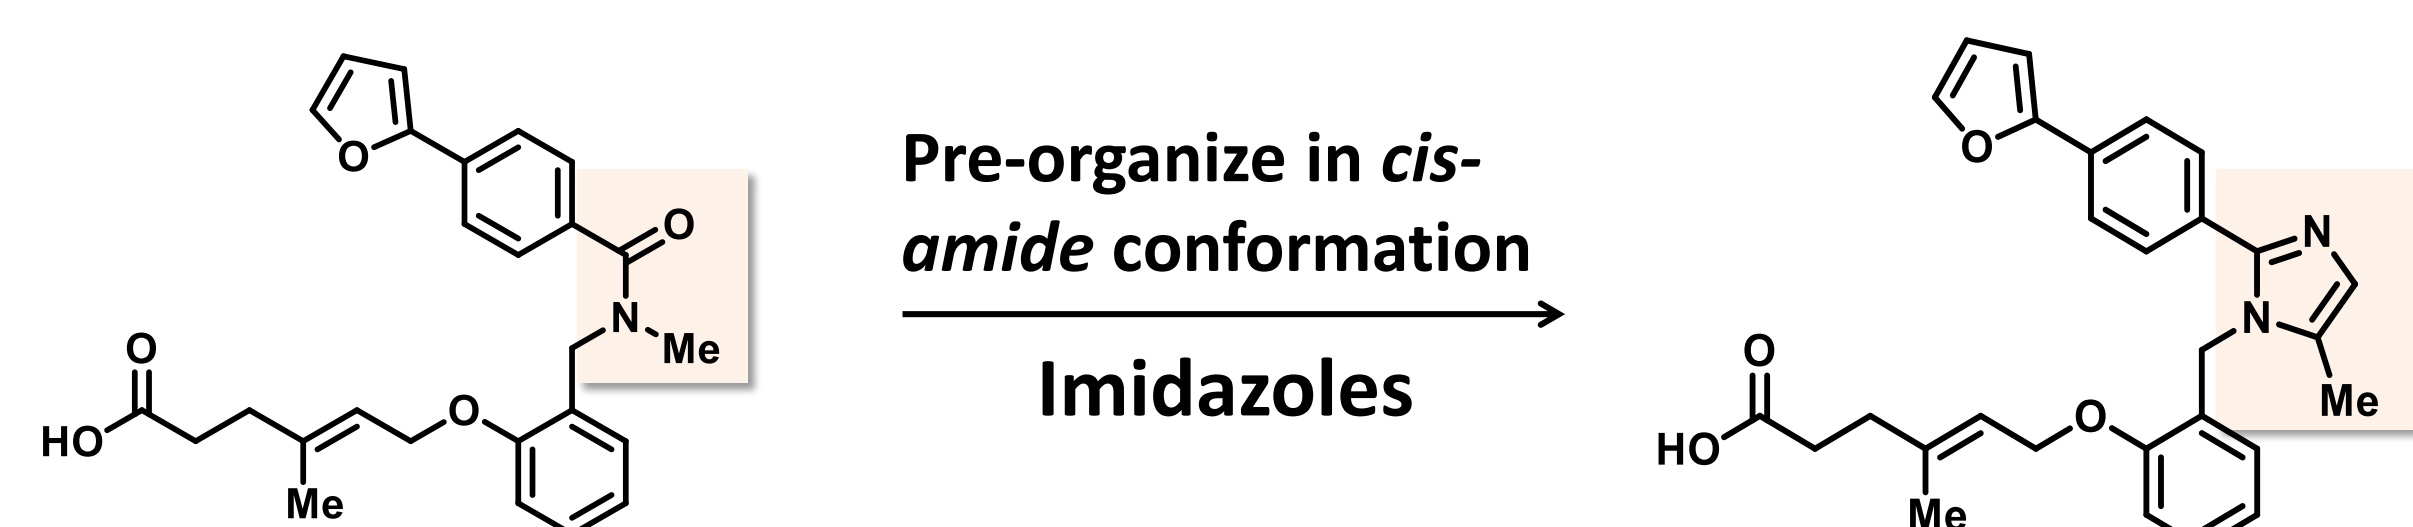 O
O
N
Me
O
HO
O
Me
Pre-organize in cis-
amide conformation
Imidazoles
O
N
N
Me
O
HO
O
Me